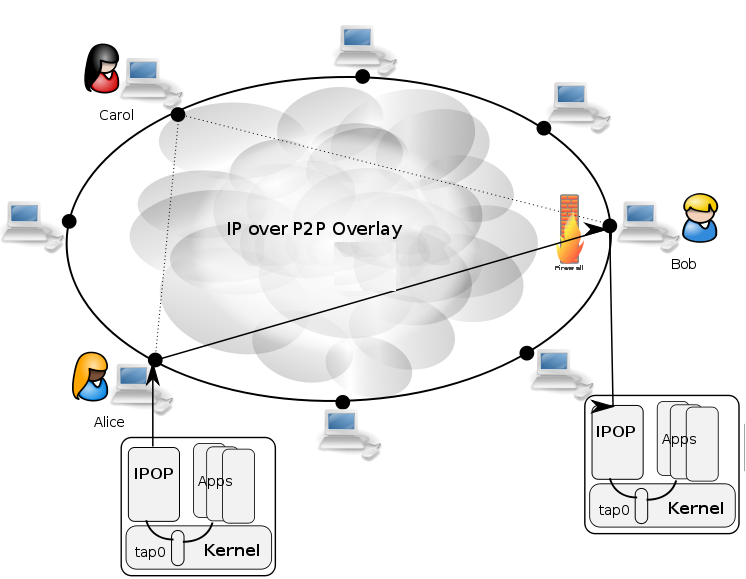 Carol
IP over P2P Overlay
Firewall
Bob
Alice
IPOP
Apps
tap0
Kernel
IPOP
Apps
tap0
Kernel